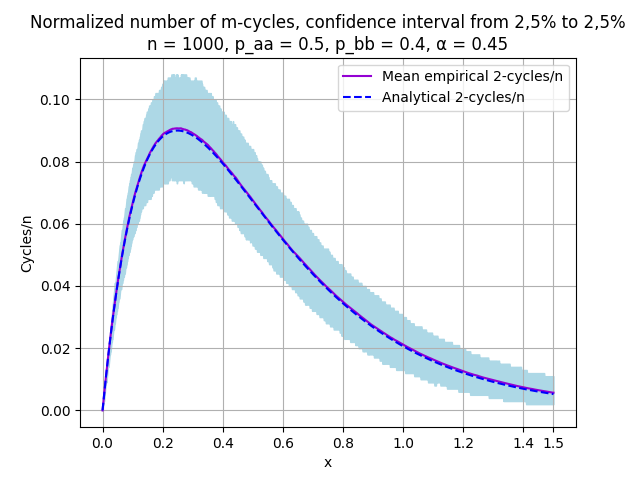 Normalized number of m-cycles, confidence interval from 2,5% to 2,5%
n = 1000, p_aa = 0.5, p_bb = 0.4, α = 0.45
Mean empirical 2-cycles/n
Analytical 2-cycles/n
Cycles/n
0.10
0.08
0.06
0.04
0.02
0.00
0.0 0.2 0.4 0.6 0.8 1.0 1.2 1.4 1.5
x